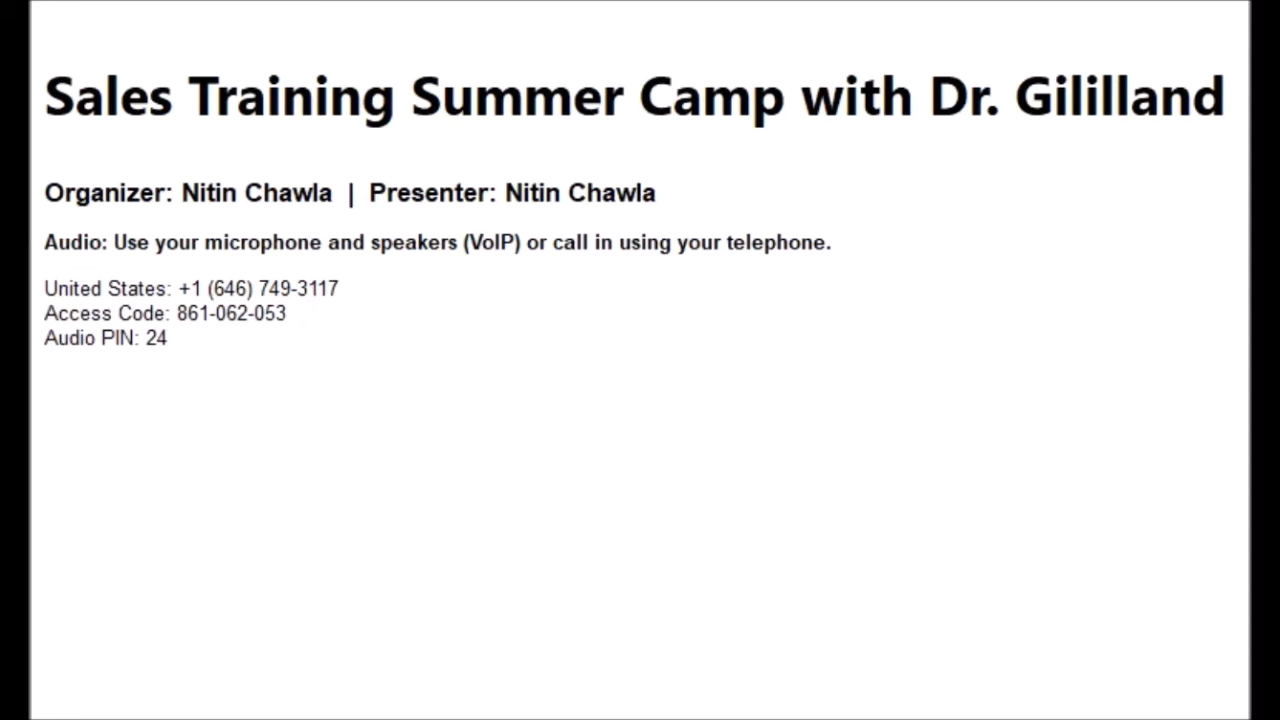 Sales Training Summer Camp with Dr. Gililland
Organizer: Nitin Chawla | Presenter: Nitin Chawla
Audio: Use your microphone and speakers (VoIP) or call in using your telephone.
United States: +1 (646) 749-3117
Access Code: 861-062-053
Audio PIN: 24